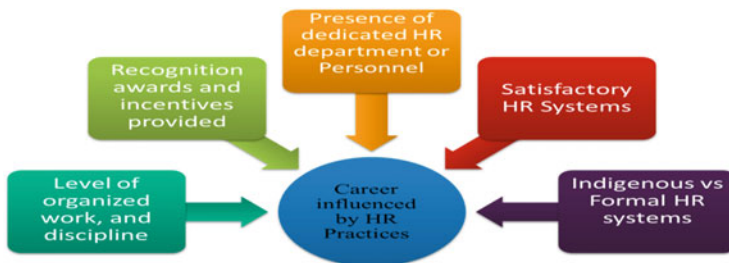 Presence of
dedicated HR
department or
Personnel
Recognition
awards and
incentives
provided
Satisfactory
HR Systems
Level of
organized
work, and
discipline
Career
influenced
by HR
Practices
Indigenous vs
Formal HR
systems